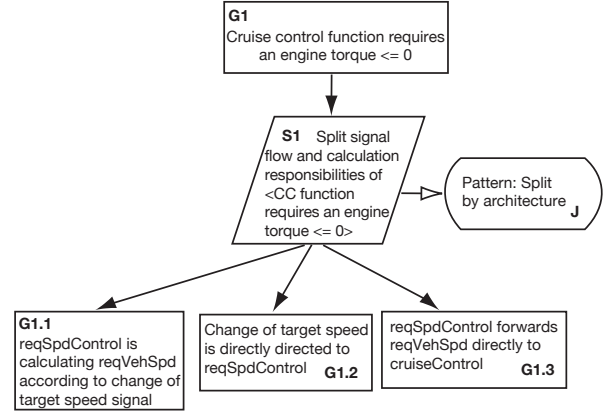 G1
Cruise control function requires
an engine torque <= 0
S1 Split signal
flow and calculation
responsibilities of
<CC function
requires an engine
torque <= 0>
Pattern: Split
by architecture J
G1.1
reqSpdControl is
calculating reqVehSpd
according to change of
target speed signal
Change of target speed
is directly directed to
reqSpdControl G1.2
reqSpdControl forwards
reqVehSpd directly to
cruiseControl
G1.3